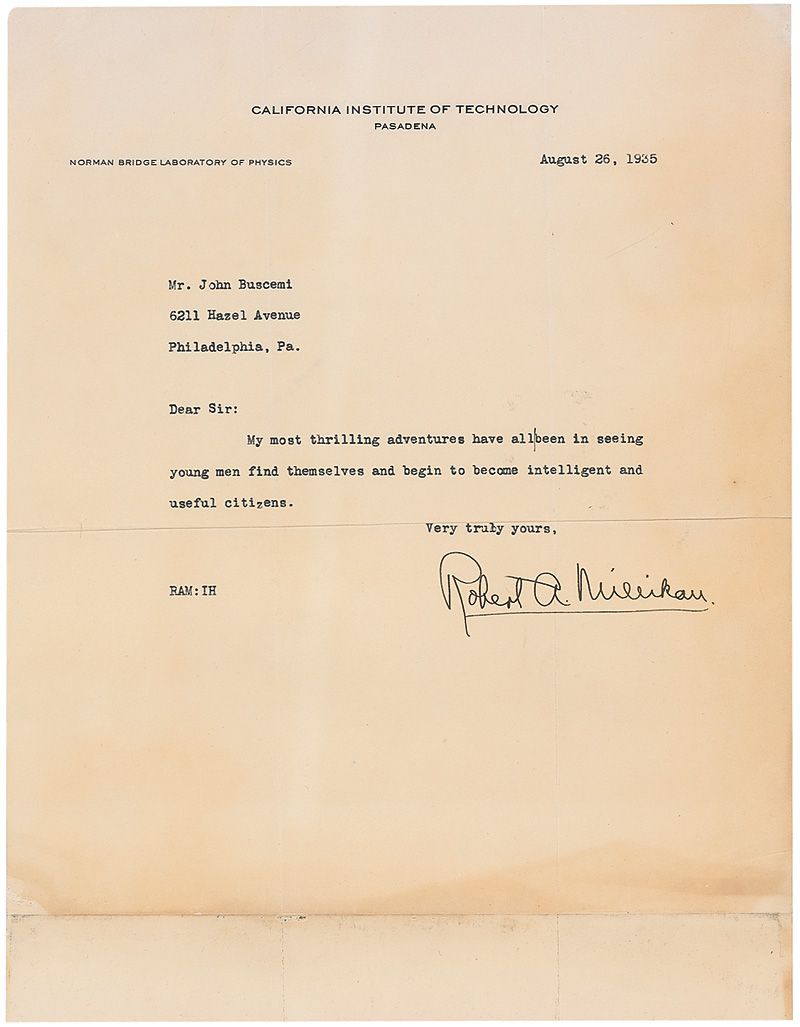 CALIFORNIA INSTITUTE OF TECHNOLOGY
PASADENA
NORMAN BRIDGE LABORATORY OF PHYSICS
August 26, 1935
Mr. John Buscemi
6211 Hazel Avenue
Philadelphia, Pa.
Dear Sir:
My most thrilling adventures have all|been in seeing
young men find themselves and begin to become intelligent and
useful citizens.
Very truly yours,
RAM:IH
Robert A. Millikan.